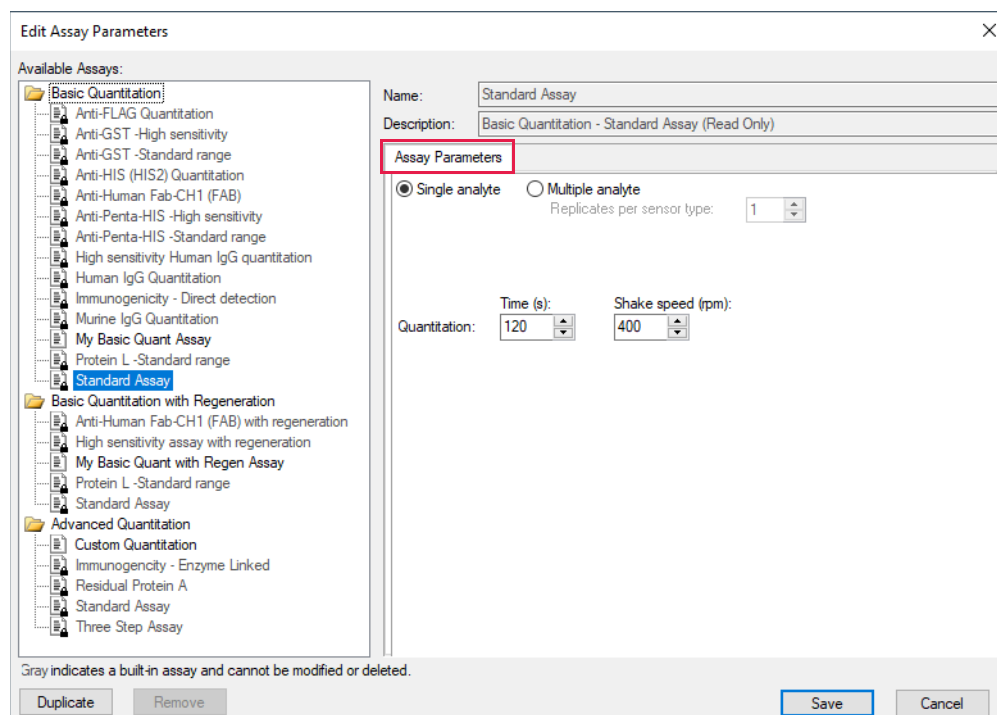 Edit Assay Parameters
Available Assays:
Basic Quantitation
Anti-FLAG Quantitation
Anti-GST -High sensitivity
Anti-GST -Standard range
Anti-HIS (HIS2) Quantitation
Anti-Human Fab-CH1 (FAB)
Anti-Penta-HIS -High sensitivity
Anti-Penta-HIS -Standard range
High sensitivity Human IgG quantitation
Human IgG Quantitation
Immunogenicity - Direct detection
Murine IgG Quantitation
My Basic Quant Assay
Protein L -Standard range
Standard Assay
Basic Quantitation with Regeneration
Anti-Human Fab-CH1 (FAB) with regeneration
High sensitivity assay with regeneration
My Basic Quant with Regen Assay
Protein L -Standard range
Standard Assay
Advanced Quantitation
Custom Quantitation
Immunogencity - Enzyme Linked
Residual Protein A
Standard Assay
Three Step Assay
Gray indicates a built-in assay and cannot be modified or deleted.
Duplicate Remove
Name: Standard Assay
Description: Basic Quantitation - Standard Assay (Read Only)
Assay Parameters
Single analyte Multiple analyte
Replicates per sensor type: 1
Time (s): Shake speed (rpm):
Quantitation: 120 400
Save Cancel